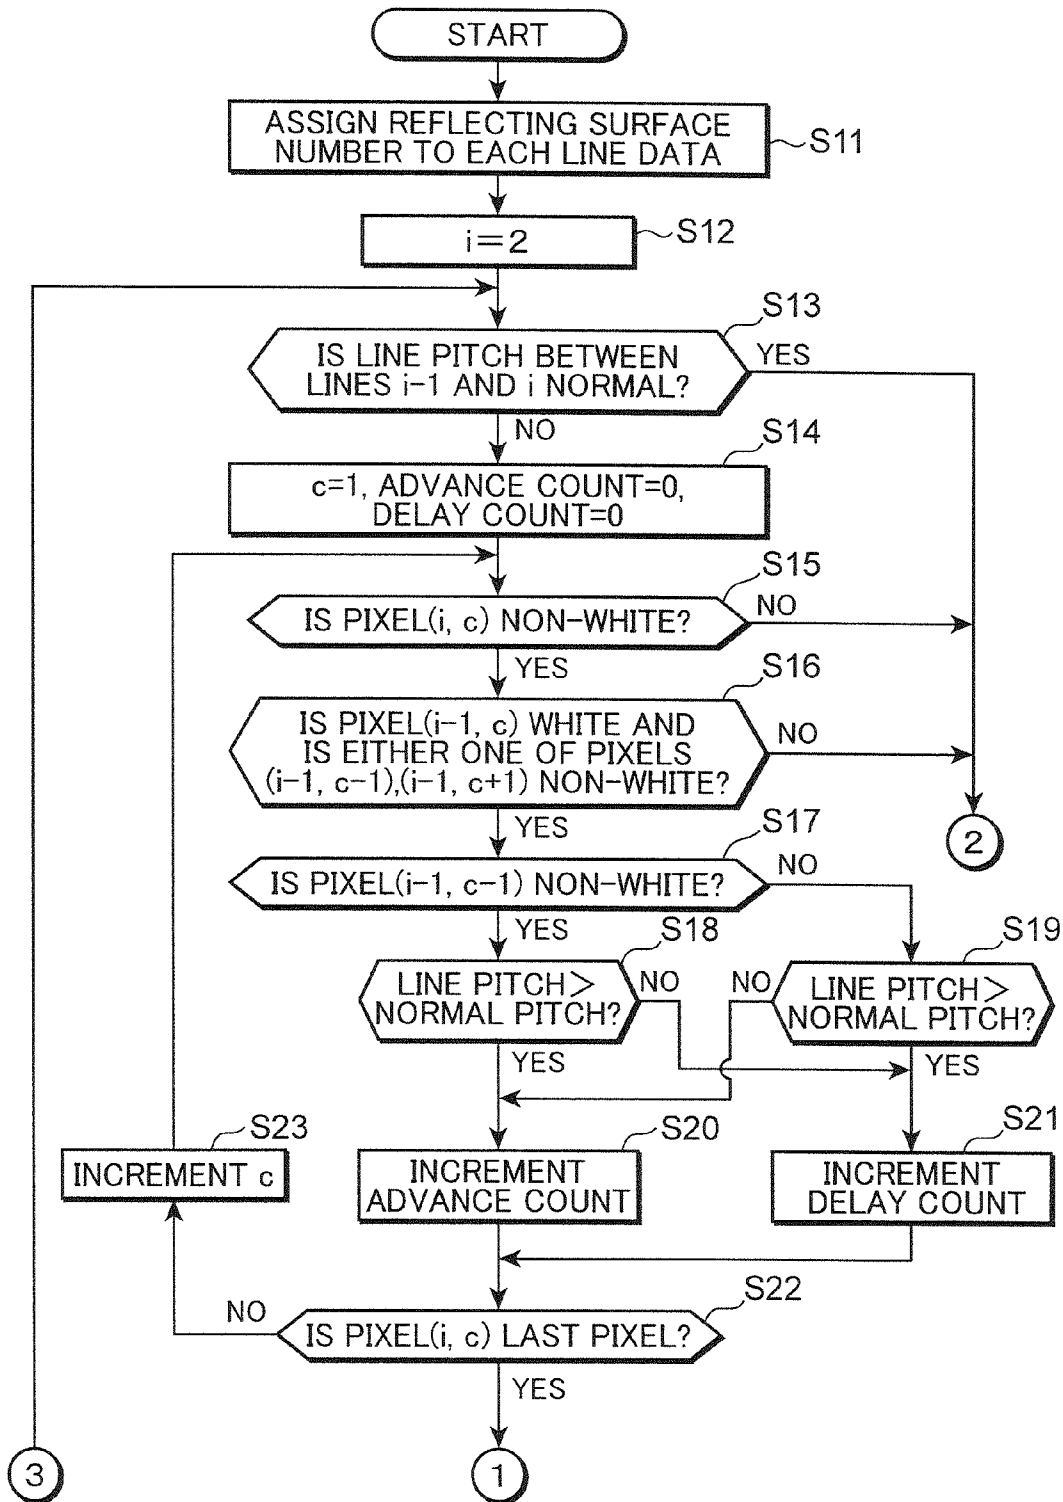 START
ASSIGN REFLECTING SURFACE
NUMBER TO EACH LINE DATA
S11
i=2
S12
S13
IS LINE PITCH BETWEEN
LINES i-1 AND i NORMAL?
YES
NO
S14
c=1, ADVANCE COUNT=0,
DELAY COUNT=0
S15
IS PIXEL(i, c) NON-WHITE?
NO
YES
S16
IS PIXEL(i-1, c) WHITE AND
IS EITHER ONE OF PIXELS
(i-1, c-1),(i-1, c+1) NON-WHITE?
NO
YES
2
S17
IS PIXEL(i-1, c-1) NON-WHITE?
NO
YES
S18
LINE PITCH>
NORMAL PITCH?
NO
YES
S19
NO
LINE PITCH>
NORMAL PITCH?
YES
S23
INCREMENT c
S20
INCREMENT
ADVANCE COUNT
S21
INCREMENT
DELAY COUNT
S22
NO
IS PIXEL(i, c) LAST PIXEL?
YES
3
1